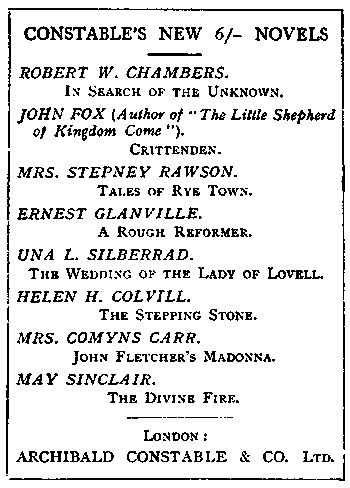 CONSTABLE'S NEW 6/- NOVELS
ROBERT W. CHAMBERS.
IN SEARCH OF THE UNKNOWN.
JOHN FOX (Author of "The Little Shepherd
of Kingdom Come").
CRITTENDEN.
MRS. STEPNEY RAWSON.
TALES OF RYE TOWN.
ERNEST GLANVILLE.
A ROUGH REFORMER.
UNA L. SILBERRAD.
THE WEDDING OF THE LADY OF LOVELL.
HELEN H. COLVILL.
THE STEPPING STONE.
MRS. COMYNS CARR.
JOHN FLETCHER'S MADONNA.
MAY SINCLAIR.
THE DIVINE FIRE.
LONDON:
ARCHIBALD CONSTABLE & CO. LTD.